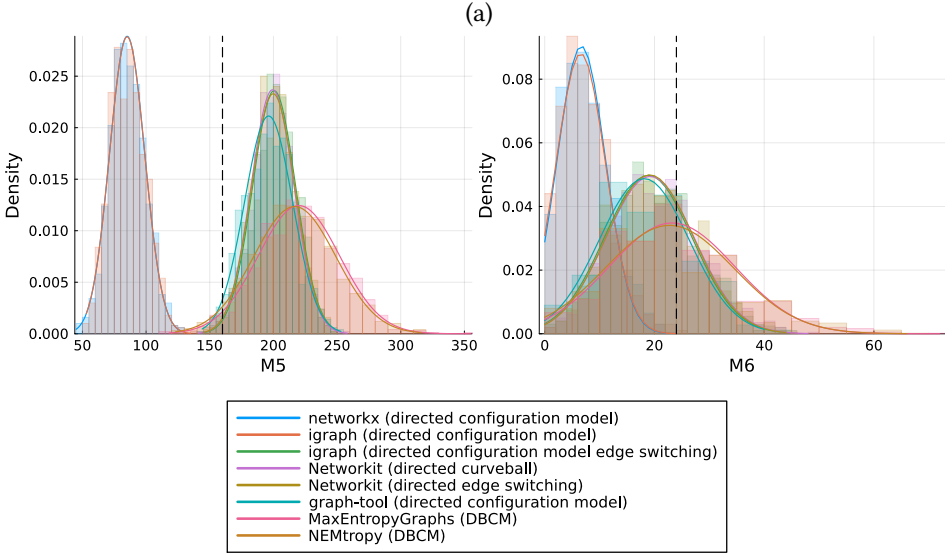 (a)
Density
0.025
0.020
0.015
0.010
0.005
0.000
50 100 150 200 250 300 350
M5
Density
0.08
0.06
0.04
0.02
0.00
0 20 40 60
M6
networkx (directed configuration model)
igraph (directed configuration model)
igraph (directed configuration model edge switching)
Networkit (directed curveball)
Networkit (directed edge switching)
graph-tool (directed configuration model)
MaxEntropyGraphs (DBCM)
NEMtropy (DBCM)